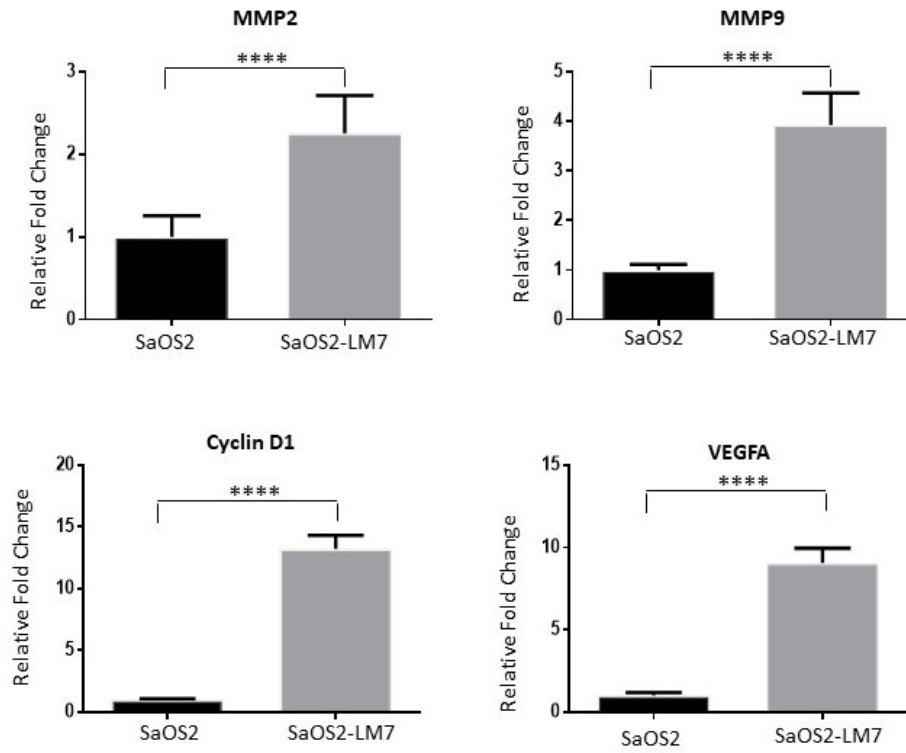 MMP2
****
Relative Fold Change
3
2
1
0
SaOS2 SaOS2-LM7
MMP9
****
Relative Fold Change
5
4
3
2
1
0
SaOS2 SaOS2-LM7
Cyclin D1
****
Relative Fold Change
20
15
10
5
0
SaOS2 SaOS2-LM7
VEGFA
****
Relative Fold Change
15
10
5
0
SaOS2 SaOS2-LM7